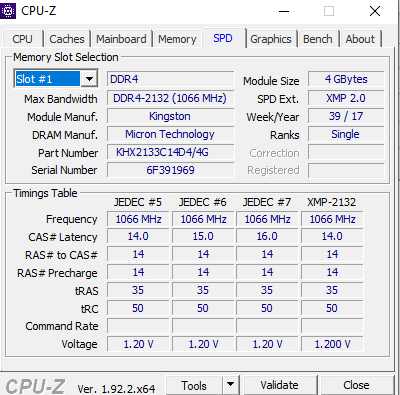 CPU-Z
CPU Caches Mainboard Memory SPD Graphics Bench About
Memory Slot Selection
Slot #1 DDR4 Module Size 4 GBytes
Max Bandwidth DDR4-2132 (1066 MHz) SPD Ext. XMP 2.0
Module Manuf. Kingston Week/Year 39 / 17
DRAM Manuf. Micron Technology Ranks Single
Part Number KHX2133C14D4/4G Correction
Serial Number 6F391969 Registered
Timings Table
JEDEC #5 JEDEC #6 JEDEC #7 XMP-2132
Frequency 1066 MHz 1066 MHz 1066 MHz 1066 MHz
CAS# Latency 14.0 15.0 16.0 14.0
RAS# to CAS# 14 14 14 14
RAS# Precharge 14 14 14 14
tRAS 35 35 35 35
tRC 50 50 50 50
Command Rate
Voltage 1.20 V 1.20 V 1.20 V 1.200 V
CPU-Z Ver. 1.92.2.x64 Tools Validate Close